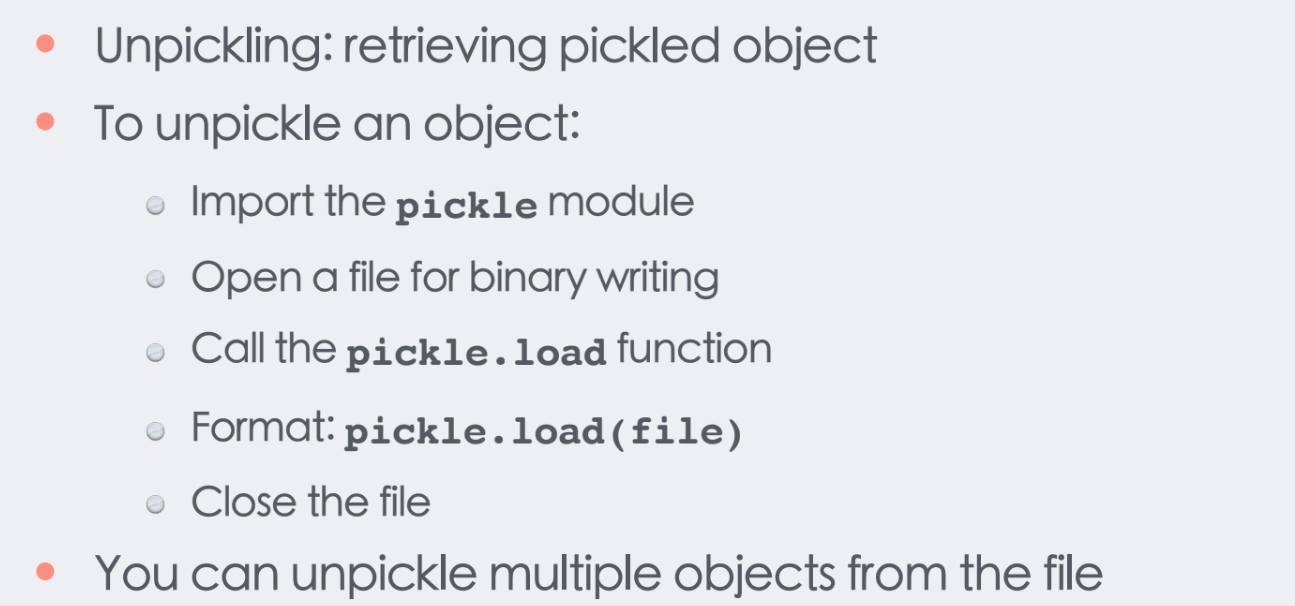 Unpickling: retrieving pickled object
To unpickle an object:
Import the pickle module
Open a file for binary writing
Call the pickle.load function
Format: pickle.load(file)
Close the file
You can unpickle multiple objects from the file